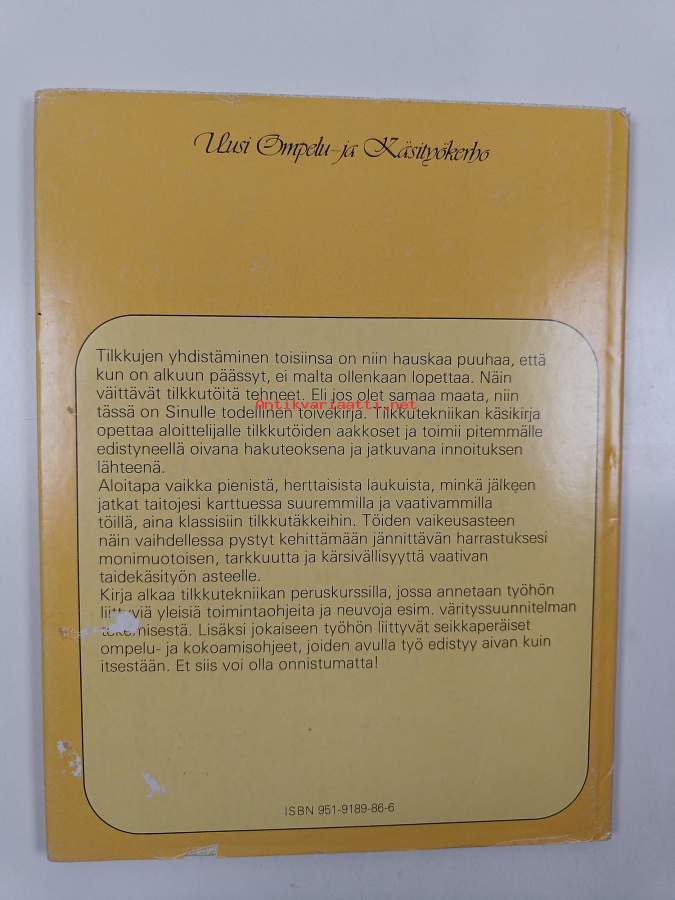 Uusi Ompelu- ja Käsityökerho
Tilkkujen yhdistäminen toisiinsa on niin hauskaa puuhaa, että
kun on alkuun päässyt, ei malta ollenkaan lopettaa. Näin
väittävät tilkkutöitä tehneet. Eli jos olet samaa maata, niin
Antikvariaatti.net
tässä on Sinulle todellinen toivekirja. Tilkkutekniikan käsikirja
opettaa aloittelijalle tilkkutöiden aakkoset ja toimii pitemmälle
edistyneellä oivana hakuteoksena ja jatkuvana innoituksen
lähteenä.
Aloitapa vaikka pienistä, herttaisista laukuista, minkä jälkeen
jatkat taitojesi karttuessa suuremmilla ja vaativammilla
töillä, aina klassisiin tilkkutäkkeihin. Töiden vaikeusasteen
näin vaihdellessa pystyt kehittämään jännittävän harrastuksesi
monimuotoisen, tarkkuutta ja kärsivällisyyttä vaativan
taidekäsityön asteelle.
Kirja alkaa tilkkutekniikan peruskurssilla, jossa annetaan työhön
liittyviä yleisiä toimintaohjeita ja neuvoja esim. värityssuunnitelman
tekemisestä. Lisäksi jokaiseen työhön liittyvät seikkaperäiset
ompelu- ja kokoamisohjeet, joiden avulla työ edistyy aivan kuin
itsestään. Et siis voi olla onnistumatta!
ISBN 951-9189-86-6